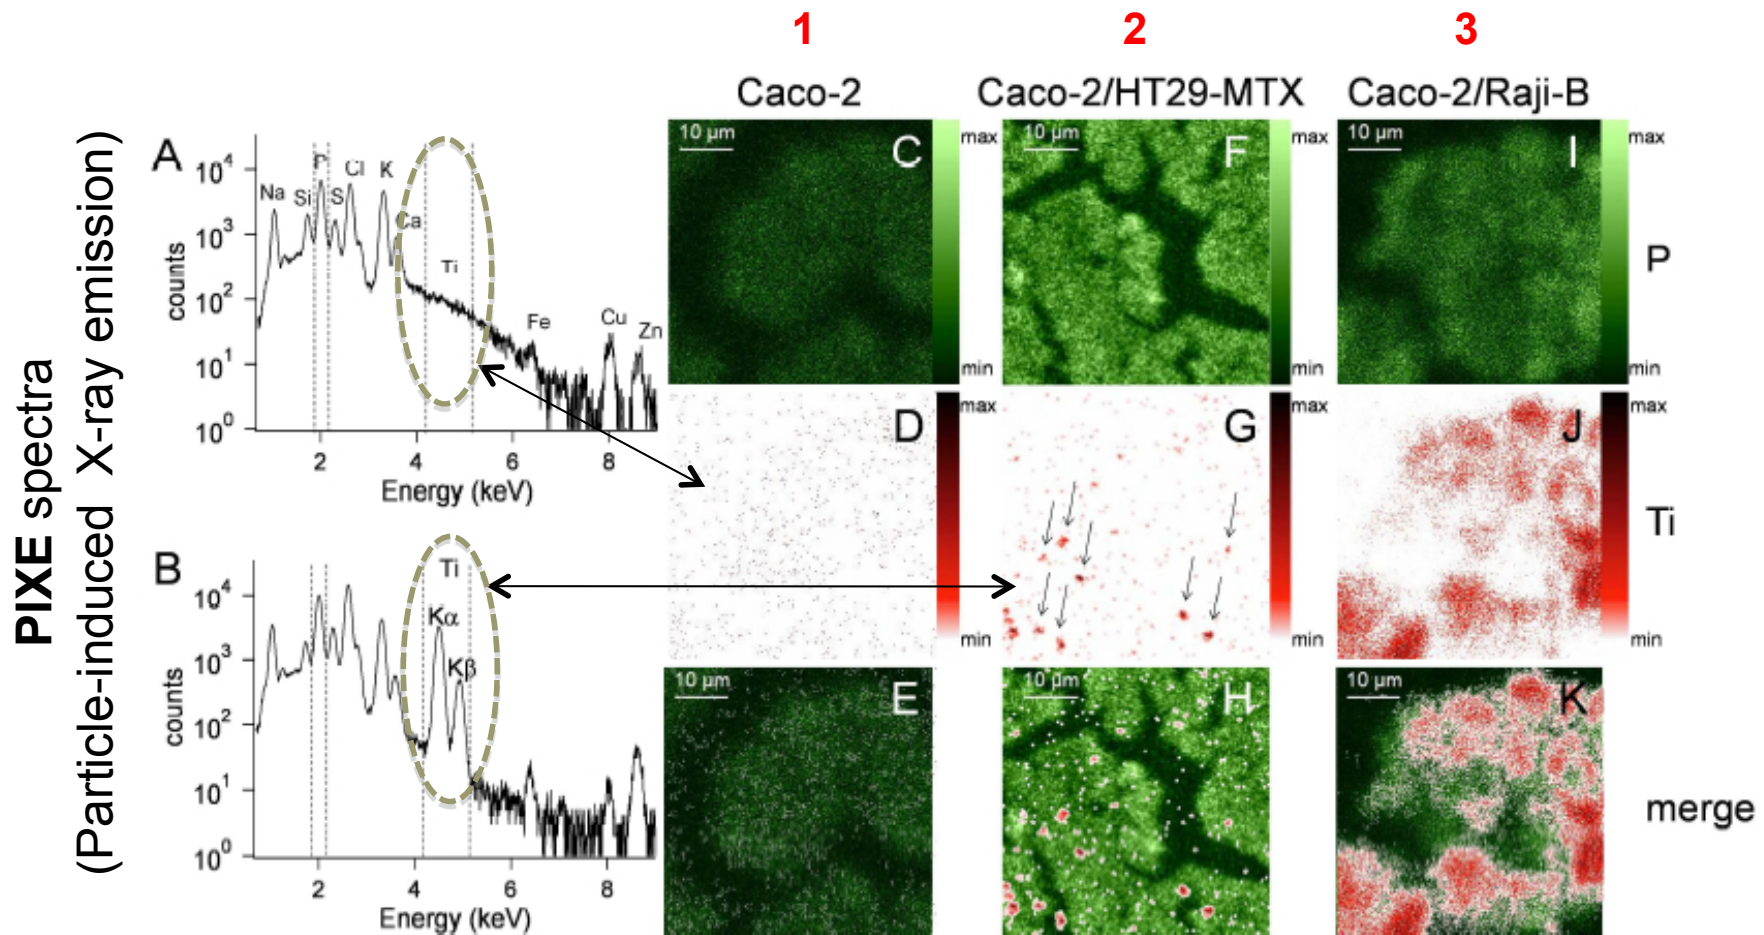 1
2
3
Caco-2
Caco-2/HT29-MTX
Caco-2/Raji-B
PIXE spectra
(Particle-induced X-ray emission)
A
10⁴
10³
10²
10¹
10⁰
counts
Na
Si
P
S
Cl
K
Ca
Ti
Fe
Cu
Zn
2
4
6
8
Energy (keV)
B
10⁴
10³
10²
10¹
10⁰
counts
Ti
Kα
Kβ
2
4
6
8
Energy (keV)
10 µm
C
max
min
10 µm
F
max
min
10 µm
I
max
min
P
D
max
min
G
max
min
J
max
min
Ti
10 µm
E
10 µm
H
10 µm
K
merge